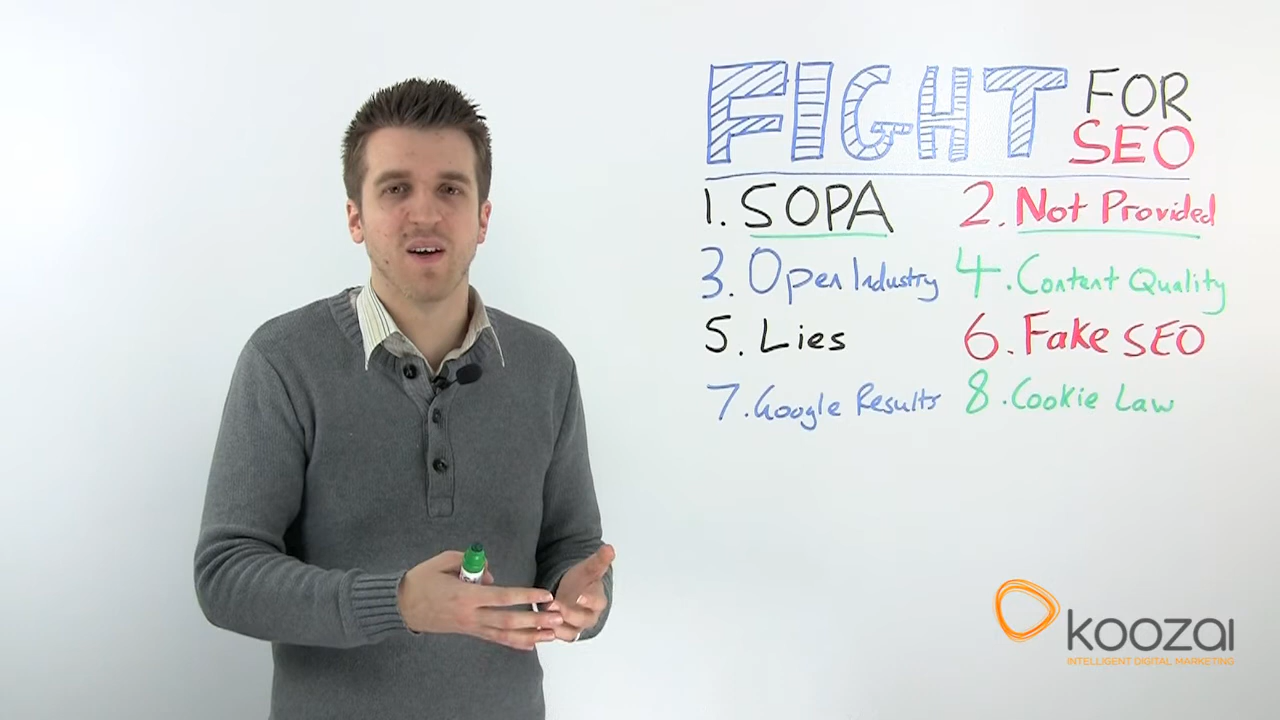 FIGHT FOR SEO
1. SOPA
2. Not Provided
3. Open Industry
4. Content Quality
5. Lies
6. Fake SEO
7. Google Results
8. Cookie Law
koozai
INTELLIGENT DIGITAL MARKETING